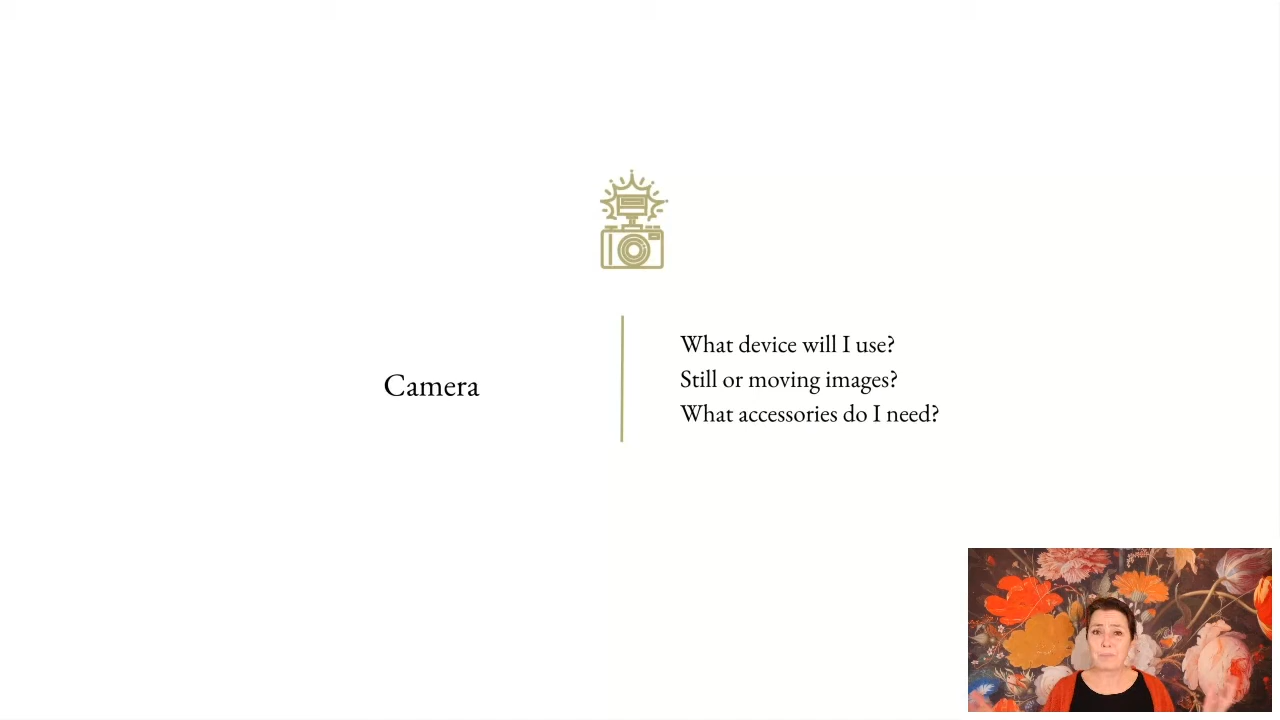 Camera
What device will I use?
Still or moving images?
What accessories do I need?